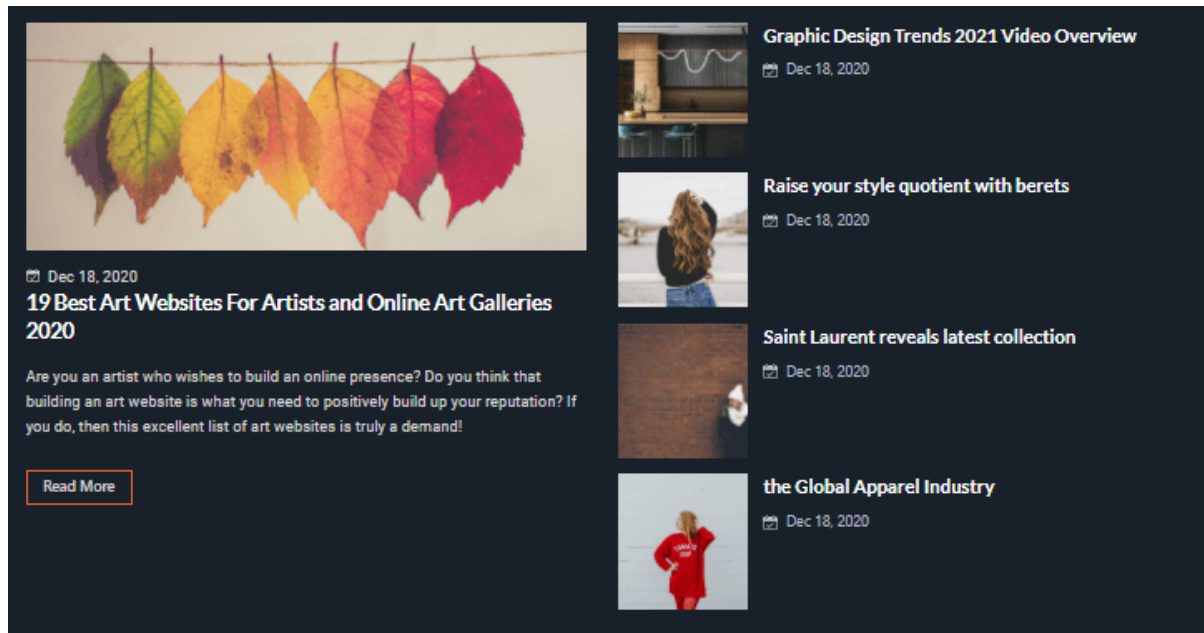 Dec 18, 2020
19 Best Art Websites For Artists and Online Art Galleries
2020
Are you an artist who wishes to build an online presence? Do you think that
building an art website is what you need to positively build up your reputation? If
you do, then this excellent list of art websites is truly a demand!
Read More
Graphic Design Trends 2021 Video Overview
Dec 18, 2020
Raise your style quotient with berets
Dec 18, 2020
Saint Laurent reveals latest collection
Dec 18, 2020
the Global Apparel Industry
Dec 18, 2020